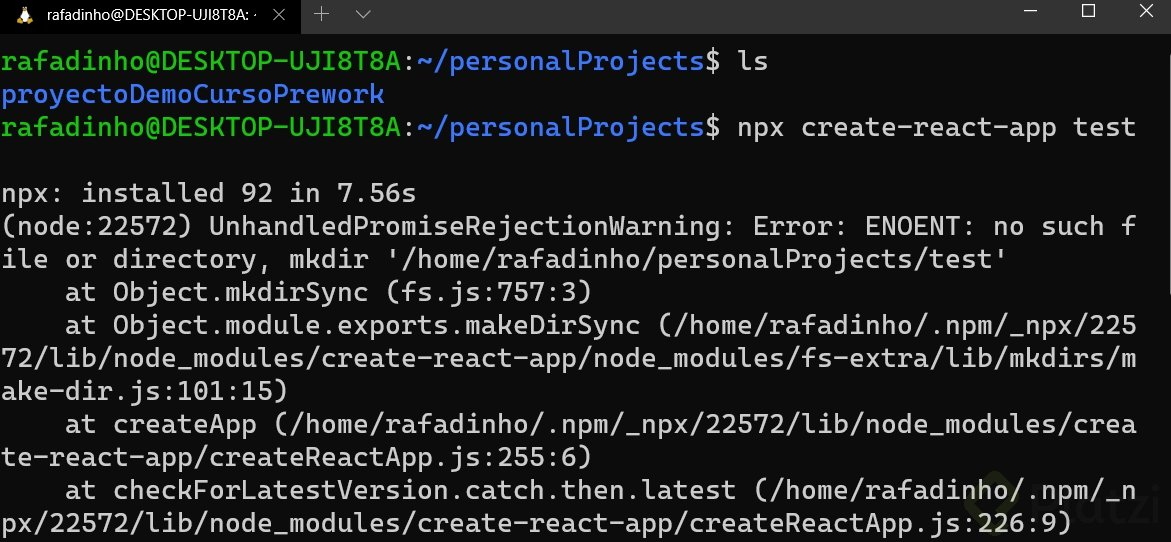 rafadinho@DESKTOP-UJI8T8A: ~
rafadinho@DESKTOP-UJI8T8A:~/personalProjects$ ls
proyectoDemoCursoPrework
rafadinho@DESKTOP-UJI8T8A:~/personalProjects$ npx create-react-app test
npx: installed 92 in 7.56s
(node:22572) UnhandledPromiseRejectionWarning: Error: ENOENT: no such f
ile or directory, mkdir '/home/rafadinho/personalProjects/test'
at Object.mkdirSync (fs.js:757:3)
at Object.module.exports.makeDirSync (/home/rafadinho/.npm/_npx/225
72/lib/node_modules/create-react-app/node_modules/fs-extra/lib/mkdirs/m
ake-dir.js:101:15)
at createApp (/home/rafadinho/.npm/_npx/22572/lib/node_modules/crea
te-react-app/createReactApp.js:255:6)
at checkForLatestVersion.catch.then.latest (/home/rafadinho/.npm/_n
px/22572/lib/node_modules/create-react-app/createReactApp.js:226:9)
Platzi